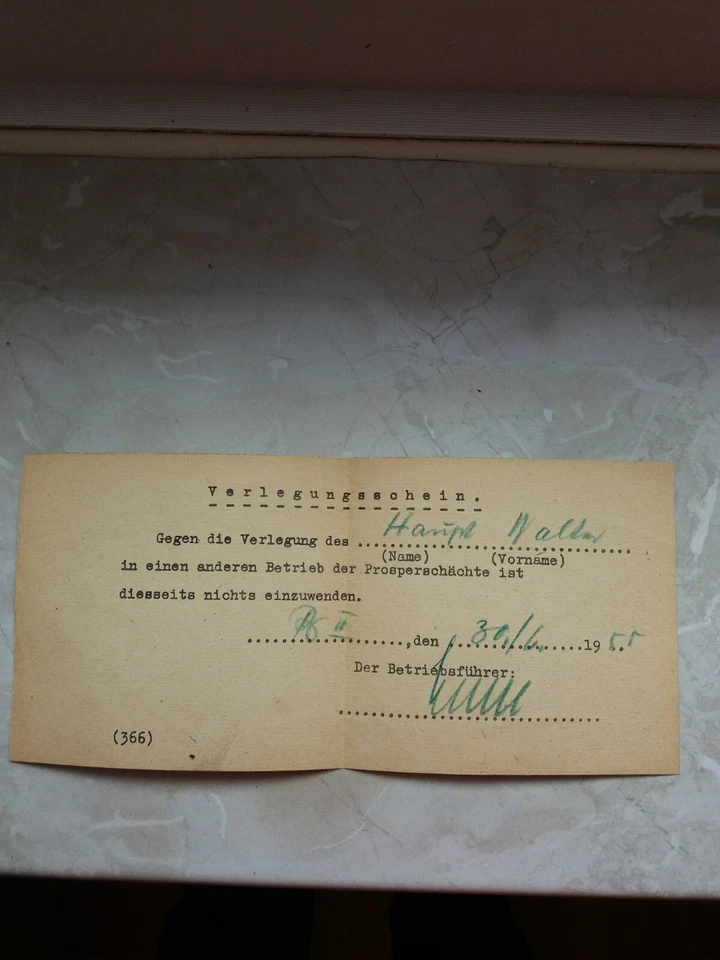 V e r l e g u n g s s c h e i n .
Gegen die Verlegung des Haupt Walter
(Name) (Vorname)
in einen anderen Betrieb der Prosperschächte ist
diesseits nichts einzuwenden.
II, den 30./6. 1955
Der Betriebsführer:
(366)